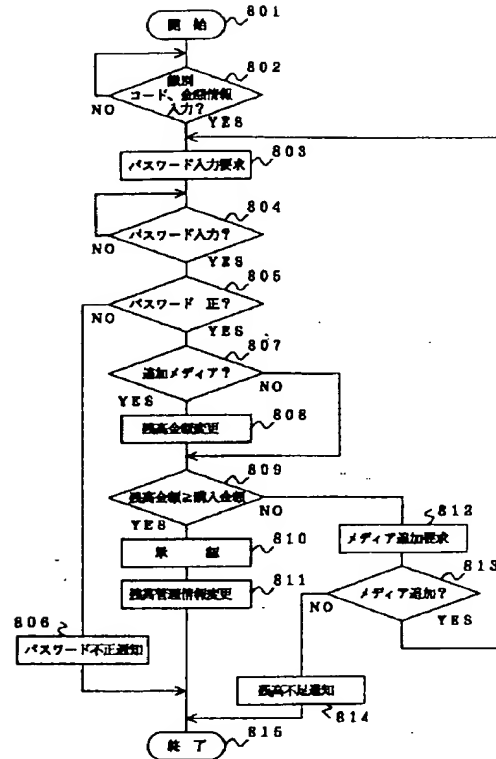 開始
801
識別
コード、金額情報
入力?
802
NO
YES
パスワード入力要求
803
パスワード入力?
804
NO
YES
パスワード 正?
805
NO
YES
追加メディア?
807
NO
YES
残高金額変更
808
残高金額≧購入金額
809
NO
YES
810
メディア追加要求
812
残高管理情報変更
811
メディア追加?
813
NO
YES
806
パスワード不正通知
残高不足通知
814
終了
815